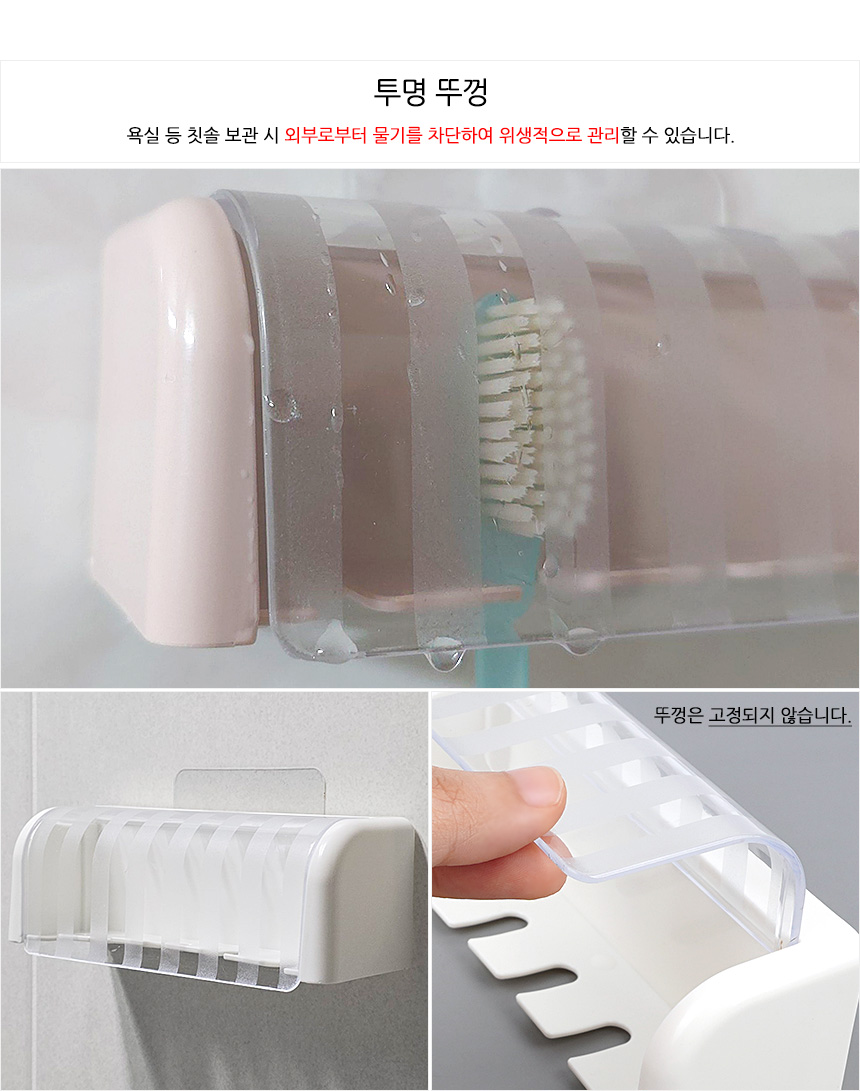 투명 뚜껑
욕실 등 칫솔 보관 시 외부로부터 물기를 차단하여 위생적으로 관리할 수 있습니다.
뚜껑은 고정되지 않습니다.